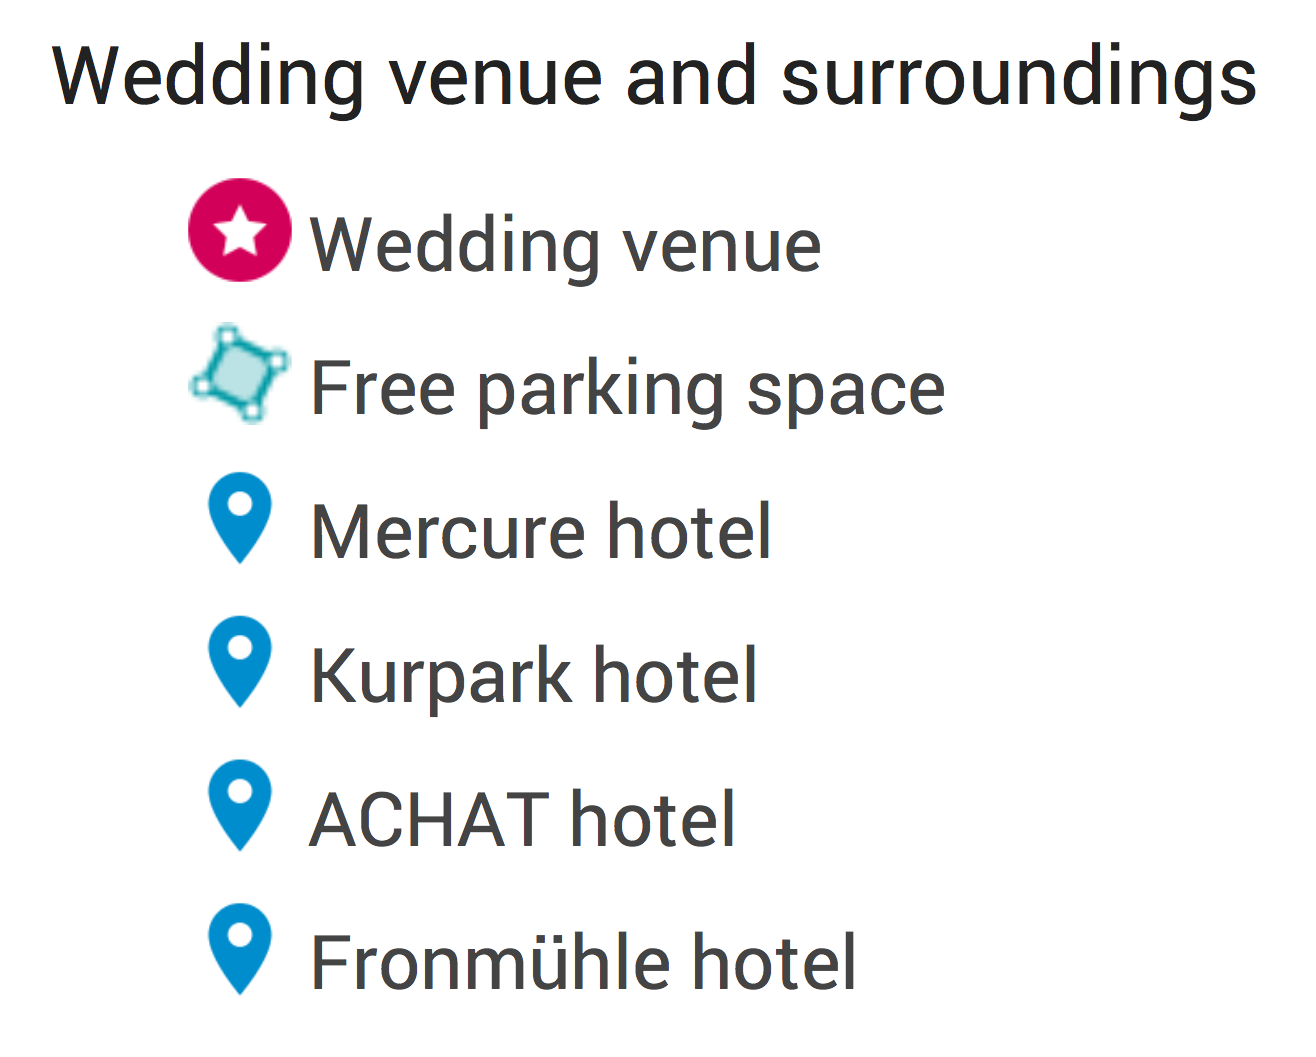 Wedding venue and surroundings
Wedding venue
Free parking space
Mercure hotel
Kurpark hotel
ACHAT hotel
Fronmühle hotel